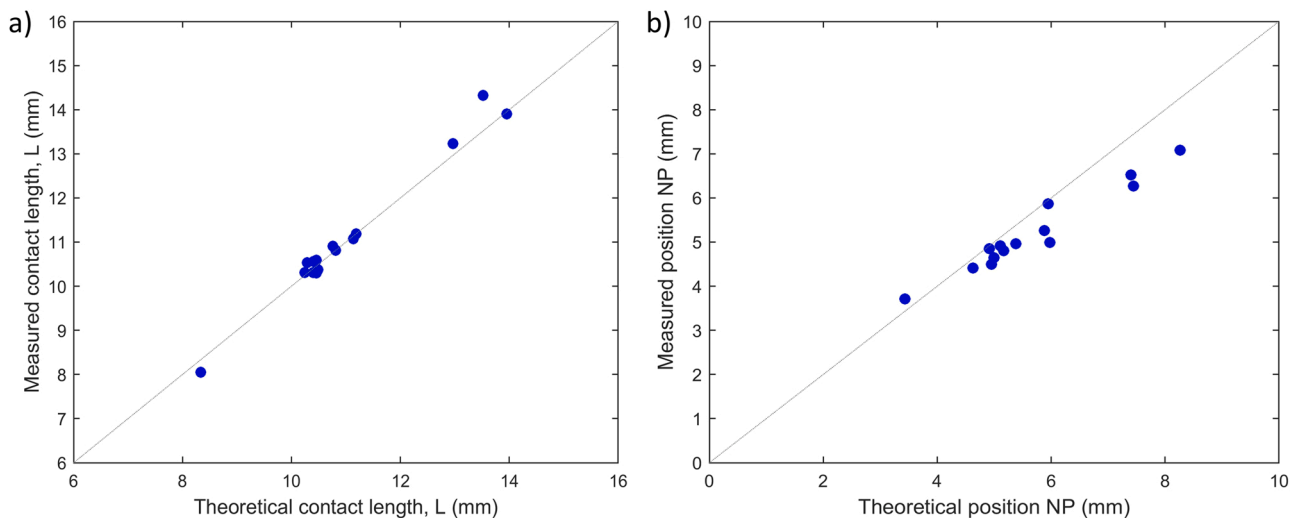 a)
Measured contact length, L (mm)
16
15
14
13
12
11
10
9
8
7
6
6 8 10 12 14 16
Theoretical contact length, L (mm)
b)
Measured position NP (mm)
10
9
8
7
6
5
4
3
2
1
0
0 2 4 6 8 10
Theoretical position NP (mm)